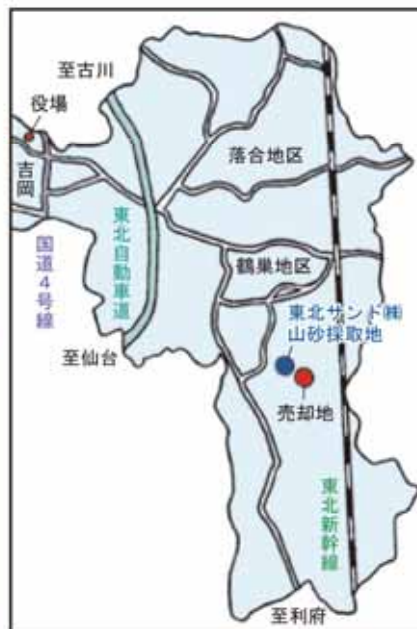 至古川
役場
吉岡
落合地区
東北自動車道
国道4号線
鶴巣地区
東北サンド㈱
山砂採取地
至仙台
売却地
東北新幹線
至利府